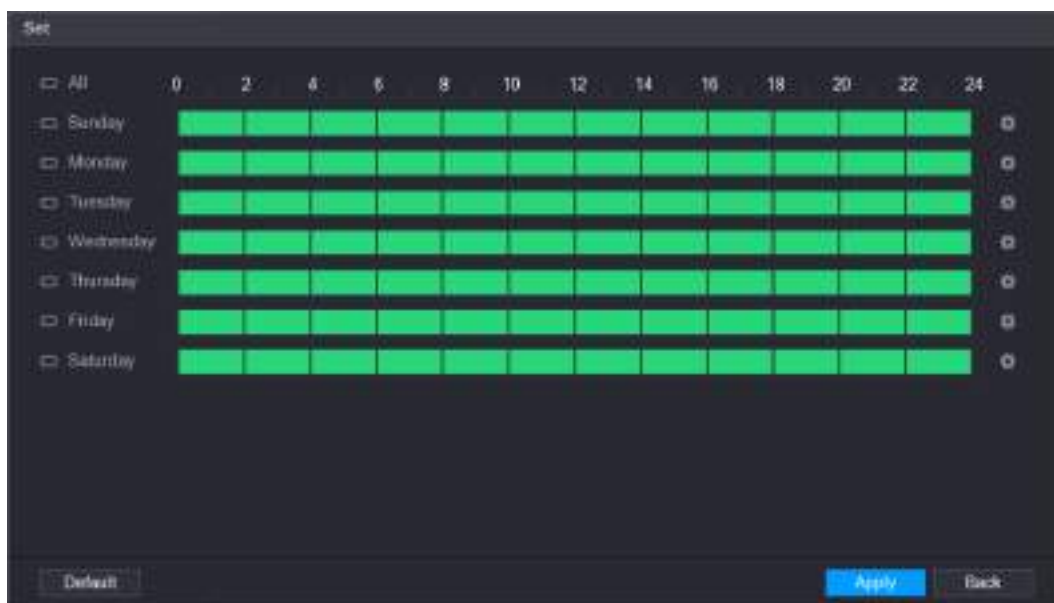 Set
All 0 2 4 6 8 10 12 14 16 18 20 22 24
Sunday
Monday
Tuesday
Wednesday
Thursday
Friday
Saturday
Default Apply Back